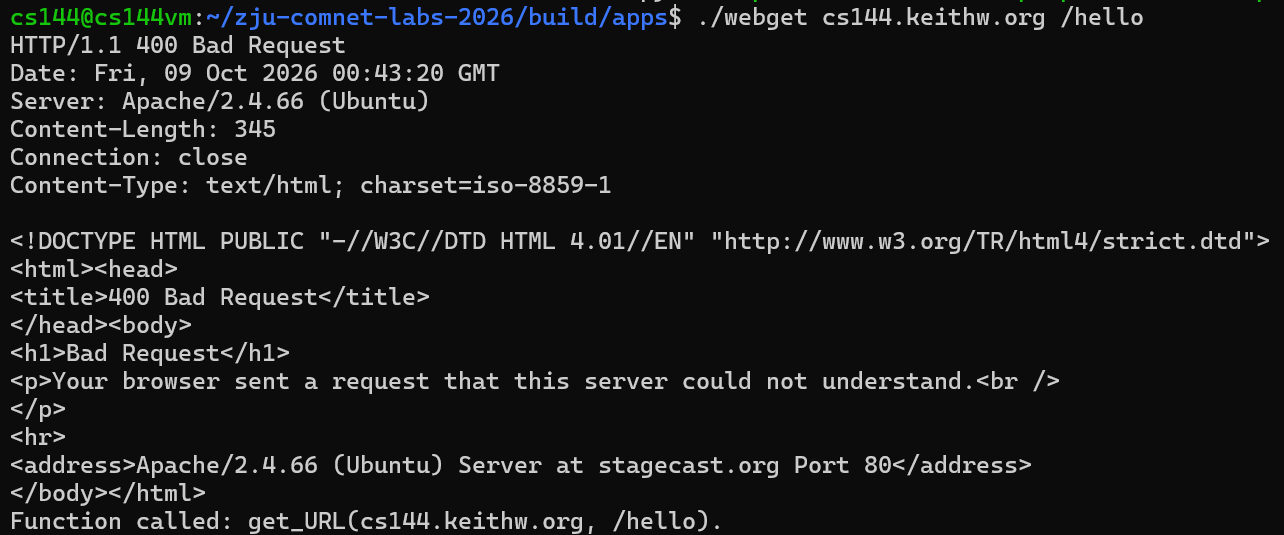 cs144@cs144vm:~/zju-comnet-labs-2026/build/apps$ ./webget cs144.keithw.org /hello
HTTP/1.1 400 Bad Request
Date: Fri, 09 Oct 2026 00:43:20 GMT
Server: Apache/2.4.66 (Ubuntu)
Content-Length: 345
Connection: close
Content-Type: text/html; charset=iso-8859-1

<!DOCTYPE HTML PUBLIC "-//W3C//DTD HTML 4.01//EN" "http://www.w3.org/TR/html4/strict.dtd">
<html><head>
<title>400 Bad Request</title>
</head><body>
<h1>Bad Request</h1>
<p>Your browser sent a request that this server could not understand.<br />
</p>
<hr>
<address>Apache/2.4.66 (Ubuntu) Server at stagecast.org Port 80</address>
</body></html>
Function called: get_URL(cs144.keithw.org, /hello).